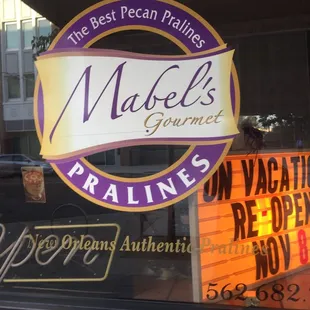 The Best Pecan Pralines
Mabel's
Gourmet
PRALINES
ON VACATIO
RE-OPEN
NOV 8
Open
New Orleans Authentic Pralines
562.682.